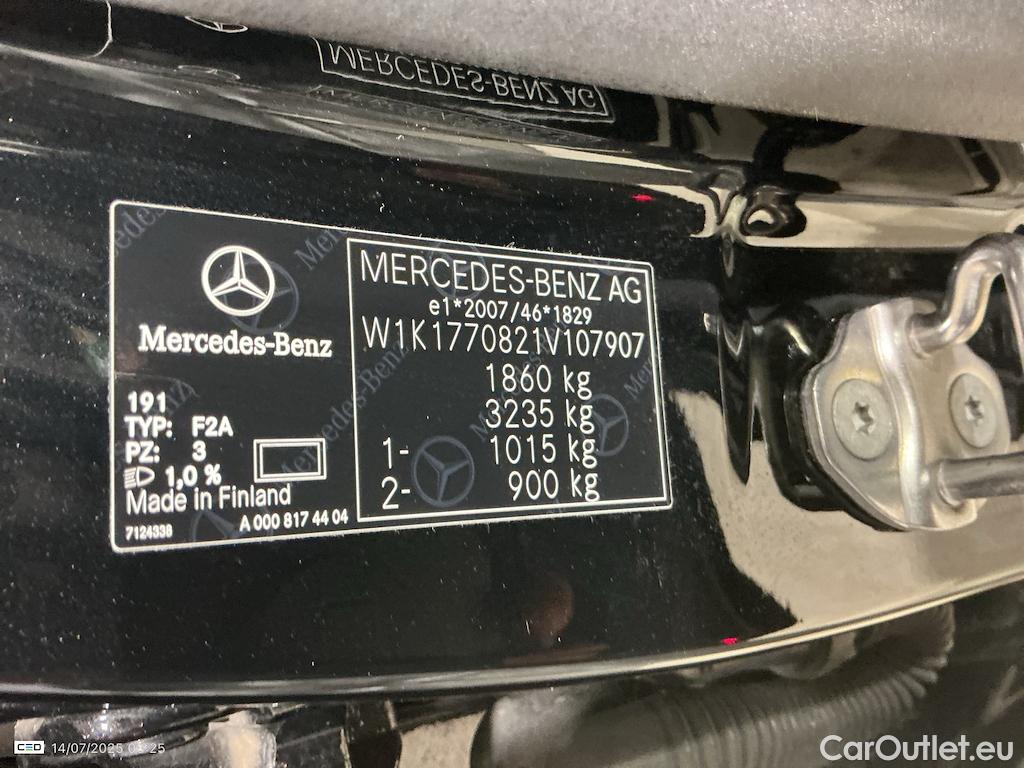 MERCEDES-BENZ AG
Mercedes-Benz
191
TYP: F2A
PZ: 3
1,0 %
Made in Finland
7124338 A 000 817 44 04
MERCEDES-BENZ AG
e1*2007/46*1829
W1K1770821V107907
1860 kg
3235 kg
1- 1015 kg
2- 900 kg
CEO 14/07/2025
CarOutlet.eu